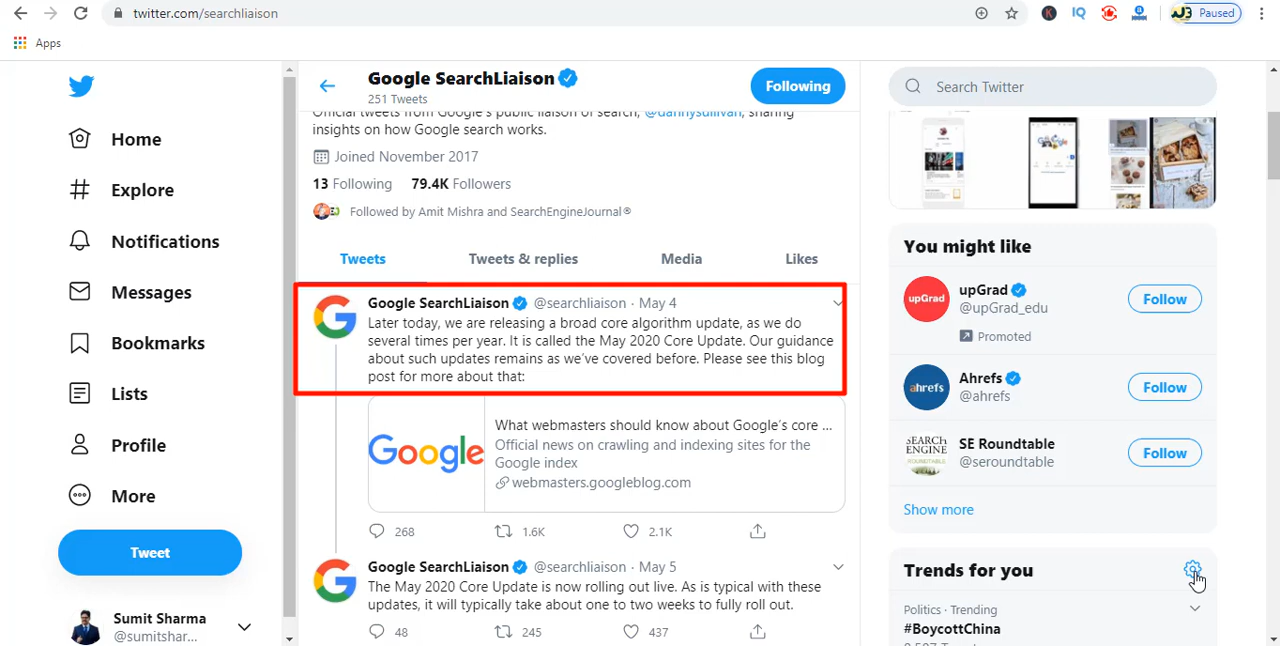 twitter.com/searchliaison
K
IQ
Paused
Apps
Home
Explore
Notifications
Messages
Bookmarks
Lists
Profile
More
Tweet
Sumit Sharma
@sumitshar...
Google SearchLiaison
251 Tweets
Following
Official tweets from Google's public liaison of search, @dannysullivan, sharing
insights on how Google search works.
Joined November 2017
13 Following 79.4K Followers
Followed by Amit Mishra and SearchEngineJournal®
Tweets Tweets & replies Media Likes
Google SearchLiaison @searchliaison · May 4
Later today, we are releasing a broad core algorithm update, as we do
several times per year. It is called the May 2020 Core Update. Our guidance
about such updates remains as we've covered before. Please see this blog
post for more about that:
Google
What webmasters should know about Google's core ...
Official news on crawling and indexing sites for the
Google index
webmasters.googleblog.com
268 1.6K 2.1K
Google SearchLiaison @searchliaison · May 5
The May 2020 Core Update is now rolling out live. As is typical with these
updates, it will typically take about one to two weeks to fully roll out.
48 245 437
Search Twitter
You might like
upGrad
upGrad
@upGrad_edu
Follow
Promoted
ahrefs
Ahrefs
@ahrefs
Follow
SEARCH
ENGINE
ROUNDTABLE
SE Roundtable
@seroundtable
Follow
Show more
Trends for you
Politics · Trending
#BoycottChina